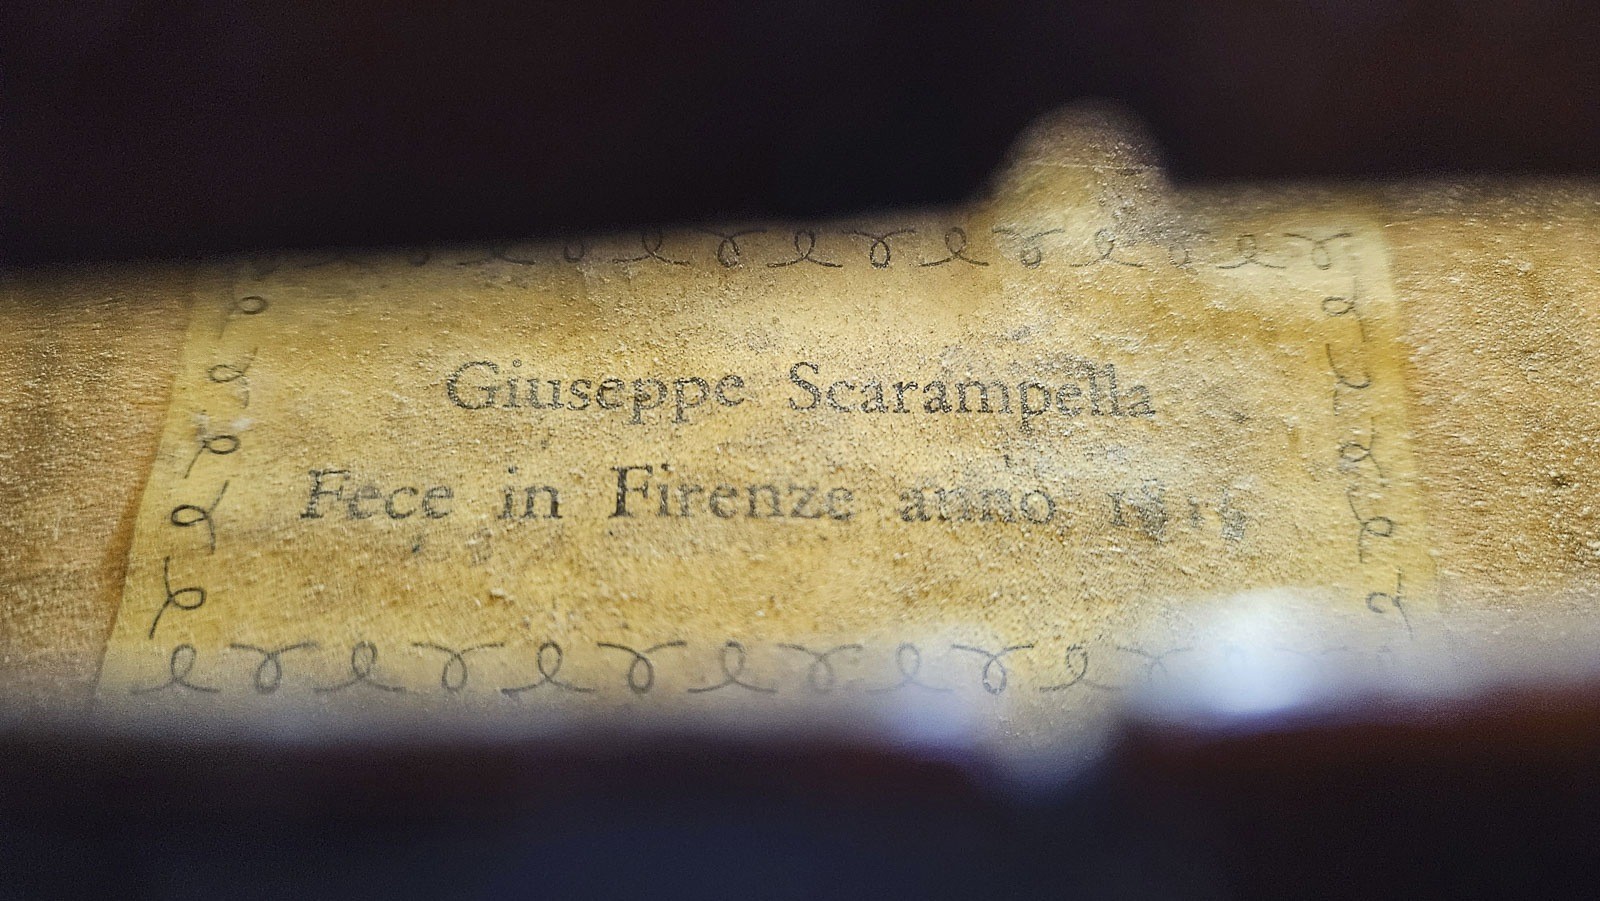 Giuseppe Scarampella
Fece in Firenze anno